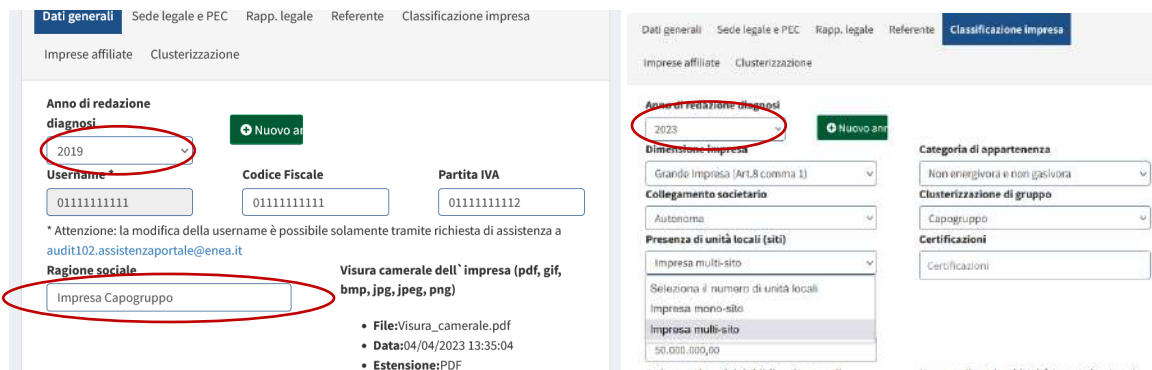 Dati generali Sede legale e PEC Rapp. legale Referente Classificazione impresa
Imprese affiliate Clusterizzazione
Anno di redazione
diagnosi
Nuovo an
2019
Username * Codice Fiscale Partita IVA
01111111111 01111111111 01111111112
* Attenzione: la modifica della username è possibile solamente tramite richiesta di assistenza a
audit102.assistenzaportale@enea.it
Ragione sociale
Impresa Capogruppo
Visura camerale dell`impresa (pdf, gif,
bmp, jpg, jpeg, png)
• File:Visura_camerale.pdf
• Data:04/04/2023 13:35:04
• Estensione:PDF
Dati generali Sede legale e PEC Rapp. legale Referente Classificazione impresa
Imprese affiliate Clusterizzazione
Anno di redazione diagnosi
2023 Nuovo ann
Dimensione impresa Categoria di appartenenza
Grande Impresa (Art.8 comma 1) Non energivora e non gasivora
Collegamento societario Clusterizzazione di gruppo
Autonoma Capogruppo
Presenza di unità locali (siti) Certificazioni
Impresa multi-sito Certificazioni
Seleziona il numero di unità locali
Impresa mono-sito
Impresa multi-sito
50.000.000,00